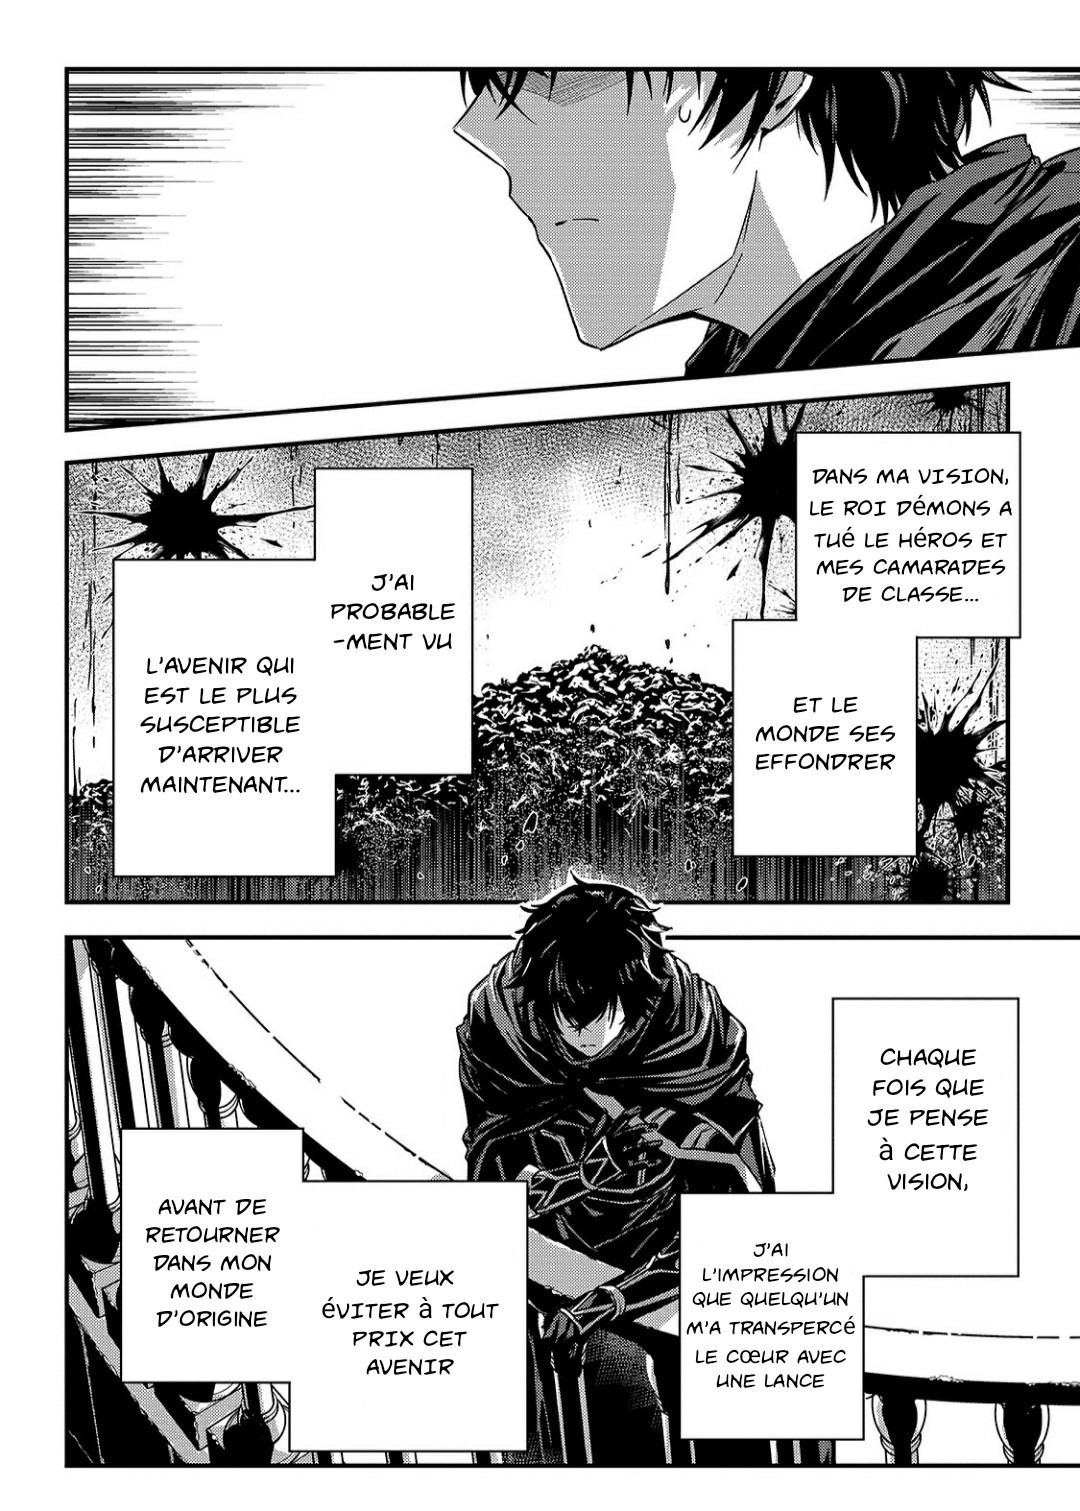 DANS MA VISION,
LE ROI DÉMONS A
TUÉ LE HÉROS ET
MES CAMARADES
DE CLASSE...
ET LE
MONDE SES
EFFONDRER
J'AI
PROBABLE
-MENT VU
L'AVENIR QUI
EST LE PLUS
SUSCEPTIBLE
D'ARRIVER
MAINTENANT...
CHAQUE
FOIS QUE
JE PENSE
À CETTE
VISION,
J'AI
L'IMPRESSION
QUE QUELQU'UN
M'A TRANSPERCÉ
LE CŒUR AVEC
UNE LANCE
JE VEUX
ÉVITER À TOUT
PRIX CET
AVENIR
AVANT DE
RETOURNER
DANS MON
MONDE
D'ORIGINE